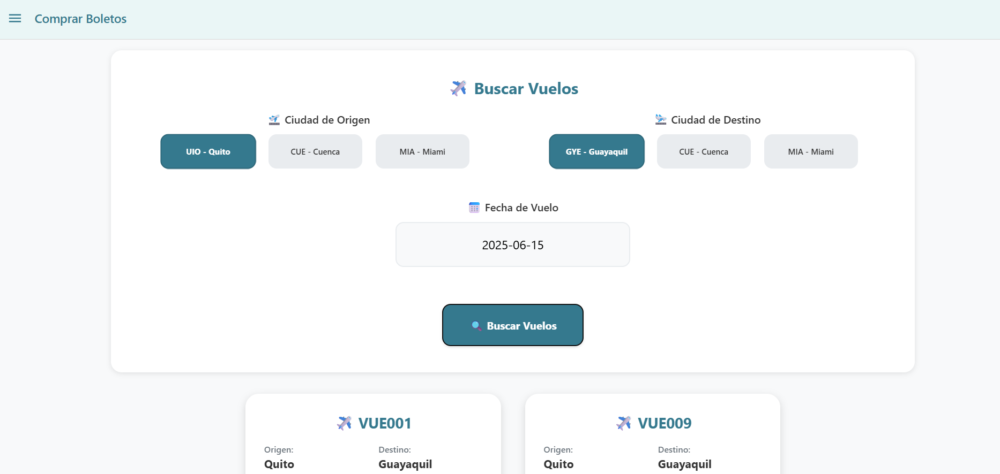 Comprar Boletos
Buscar Vuelos
Ciudad de Origen
UIO - Quito
CUE - Cuenca
MIA - Miami
Ciudad de Destino
GYE - Guayaquil
CUE - Cuenca
MIA - Miami
Fecha de Vuelo
2025-06-15
Buscar Vuelos
VUE001
Origen:
Quito
Destino:
Guayaquil
VUE009
Origen:
Quito
Destino:
Guayaquil